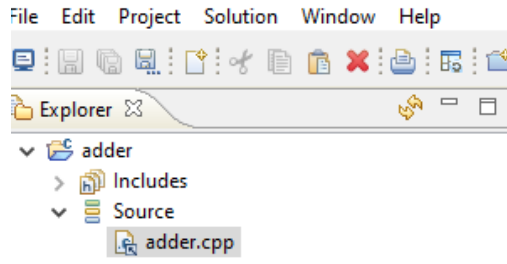 File Edit Project Solution Window Help
Explorer
adder
Includes
Source
adder.cpp